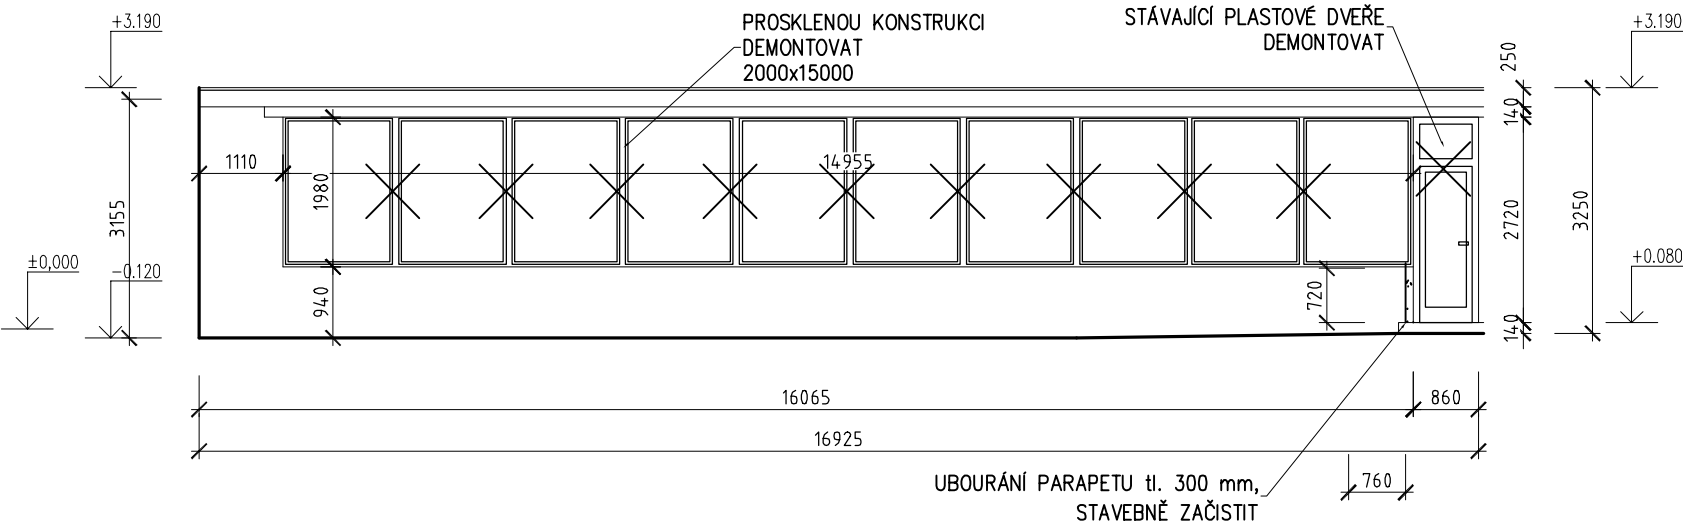 +3.190
PROSKLENOU KONSTRUKCI
DEMONTOVAT
2000x15000
STÁVAJÍCÍ PLASTOVÉ DVEŘE
DEMONTOVAT
+3.190
250
140
1110
14955
1980
3155
2720
3250
±0,000
-0.120
+0.080
940
720
140
16065
860
16925
760
UBOURÁNÍ PARAPETU tl. 300 mm,
STAVEBNĚ ZAČISTIT